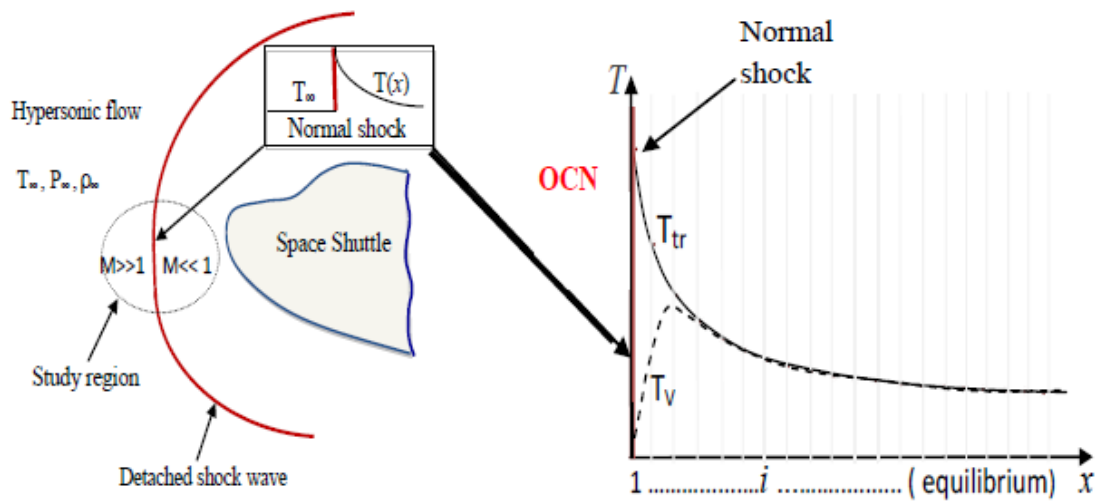 Hypersonic flow
T∞, P∞, ρ∞
T∞
T(x)
Normal shock
M>>1
M<< 1
Space Shuttle
Study region
Detached shock wave
Normal
shock
T
OCN
Ttr
TV
1 ....................i ...................... ( equilibrium) x